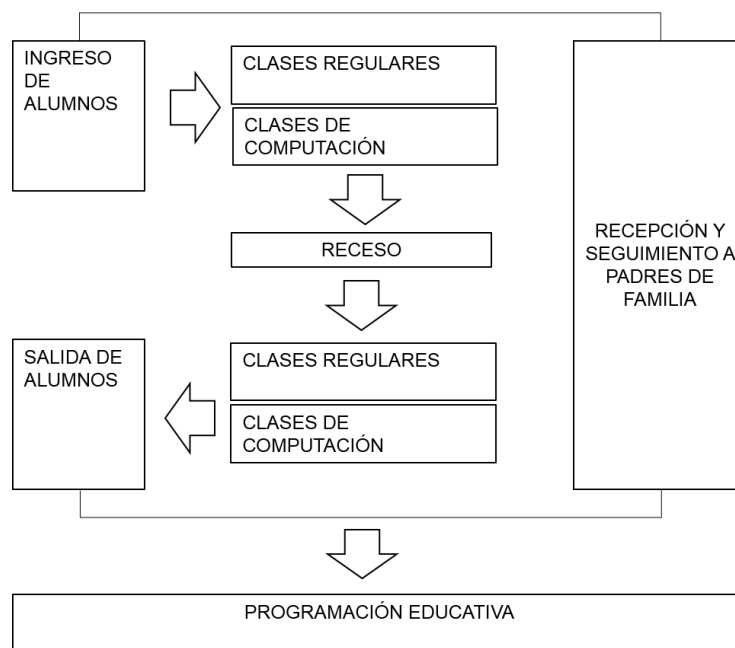 INGRESO
DE
ALUMNOS
CLASES REGULARES
CLASES DE
COMPUTACIÓN
RECESO
RECEPCIÓN Y
SEGUIMIENTO A
PADRES DE
FAMILIA
SALIDA DE
ALUMNOS
CLASES REGULARES
CLASES DE
COMPUTACIÓN
PROGRAMACIÓN EDUCATIVA